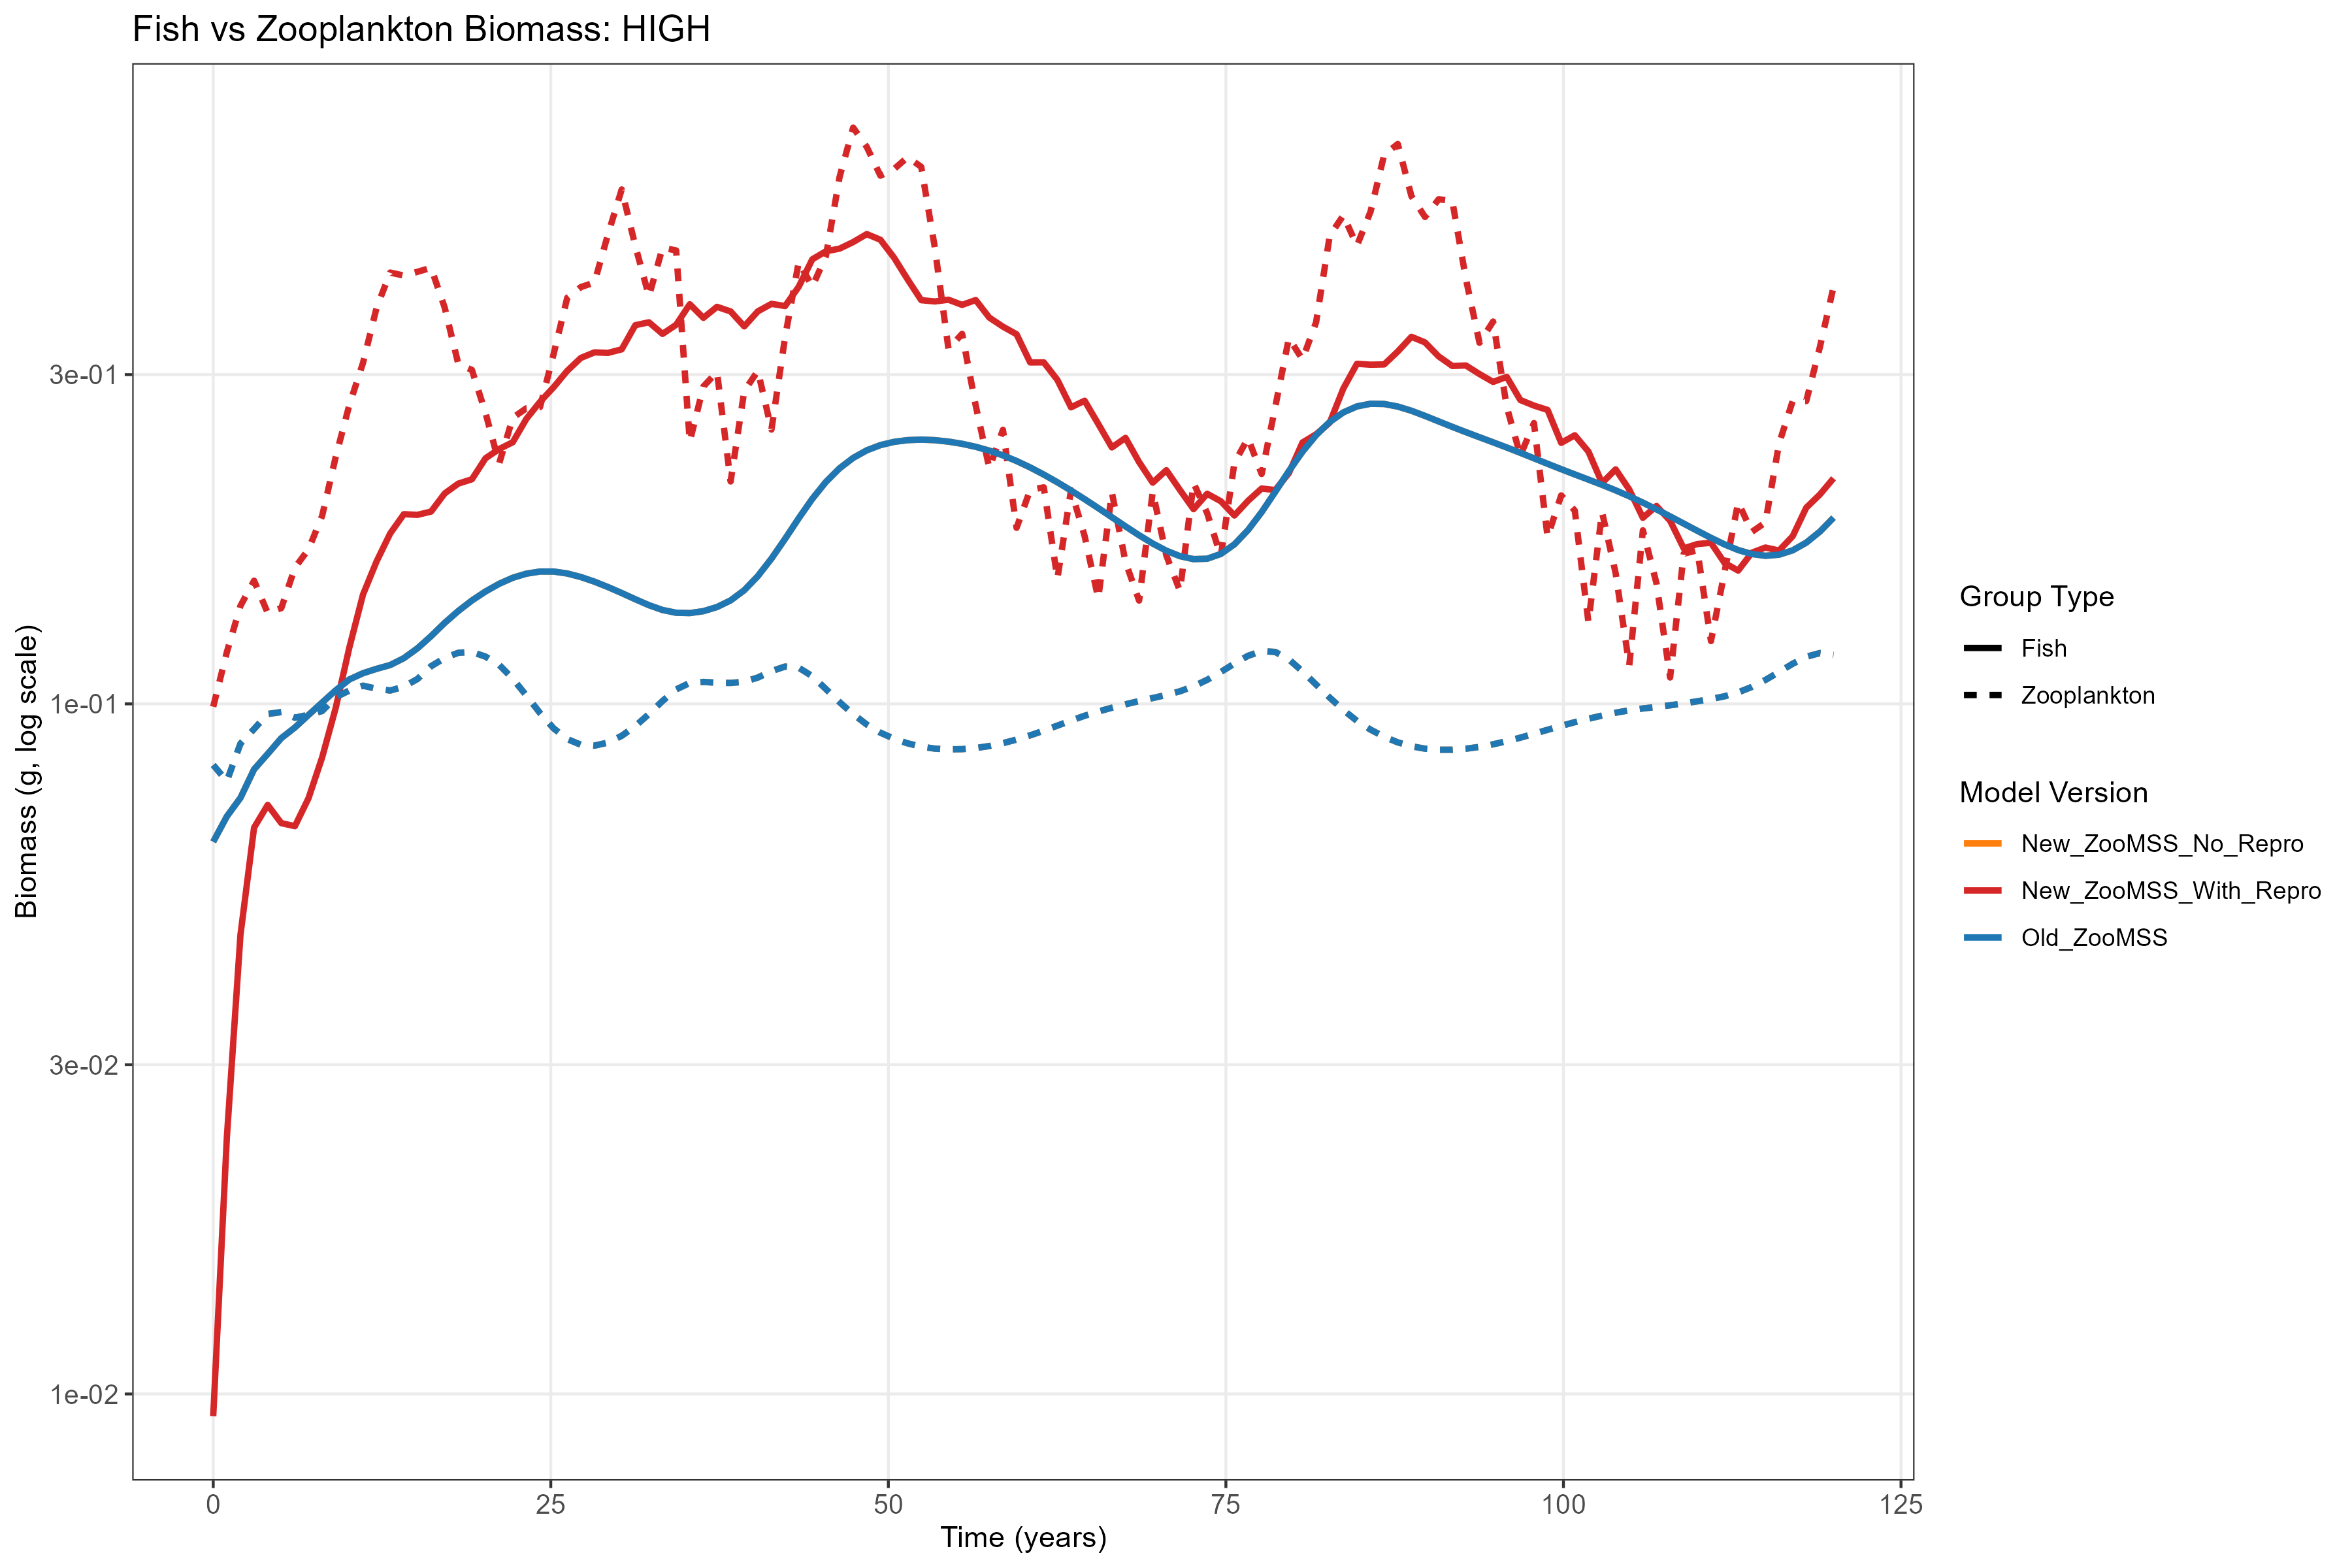 Fish vs Zooplankton Biomass: HIGH
Biomass (g, log scale)
3e-01
1e-01
3e-02
1e-02
0
25
50
75
100
125
Time (years)
Group Type
Fish
Zooplankton
Model Version
New_ZooMSS_No_Repro
New_ZooMSS_With_Repro
Old_ZooMSS